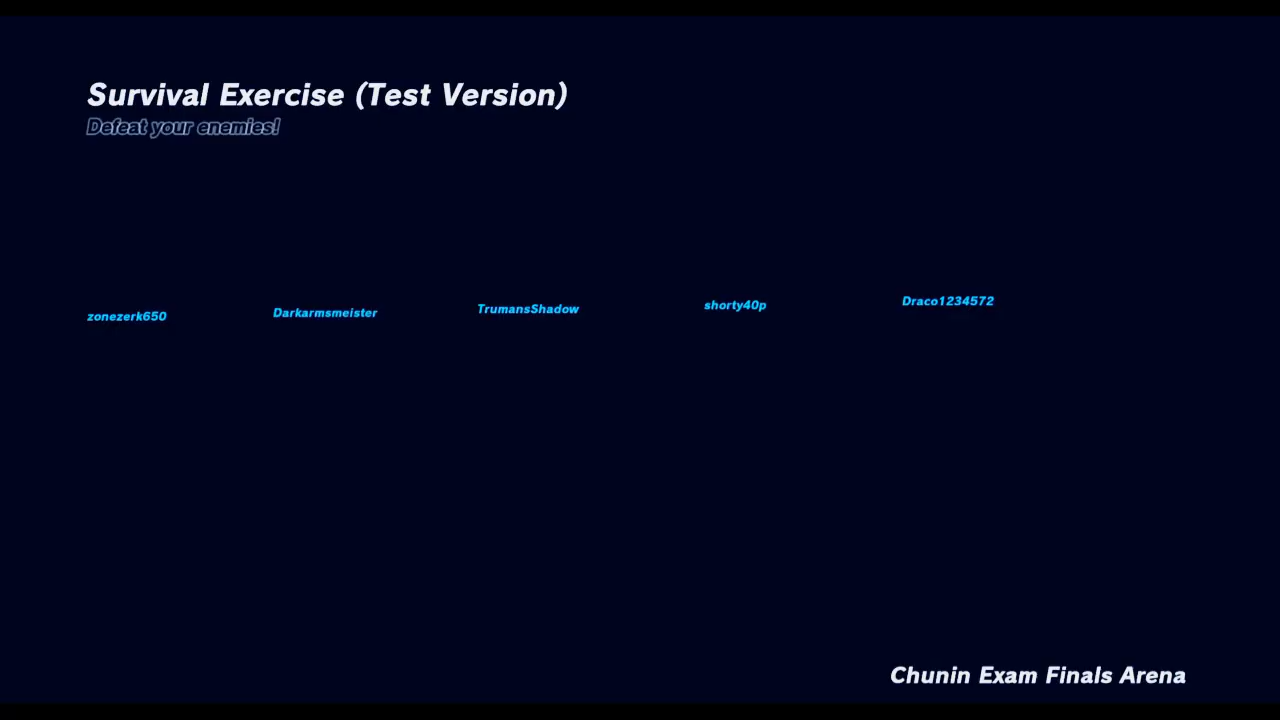 Survival Exercise (Test Version)
Defeat your enemies!
zonezerk650 Darkarmsmeister TrumansShadow shorty40p Draco1234572
Chunin Exam Finals Arena